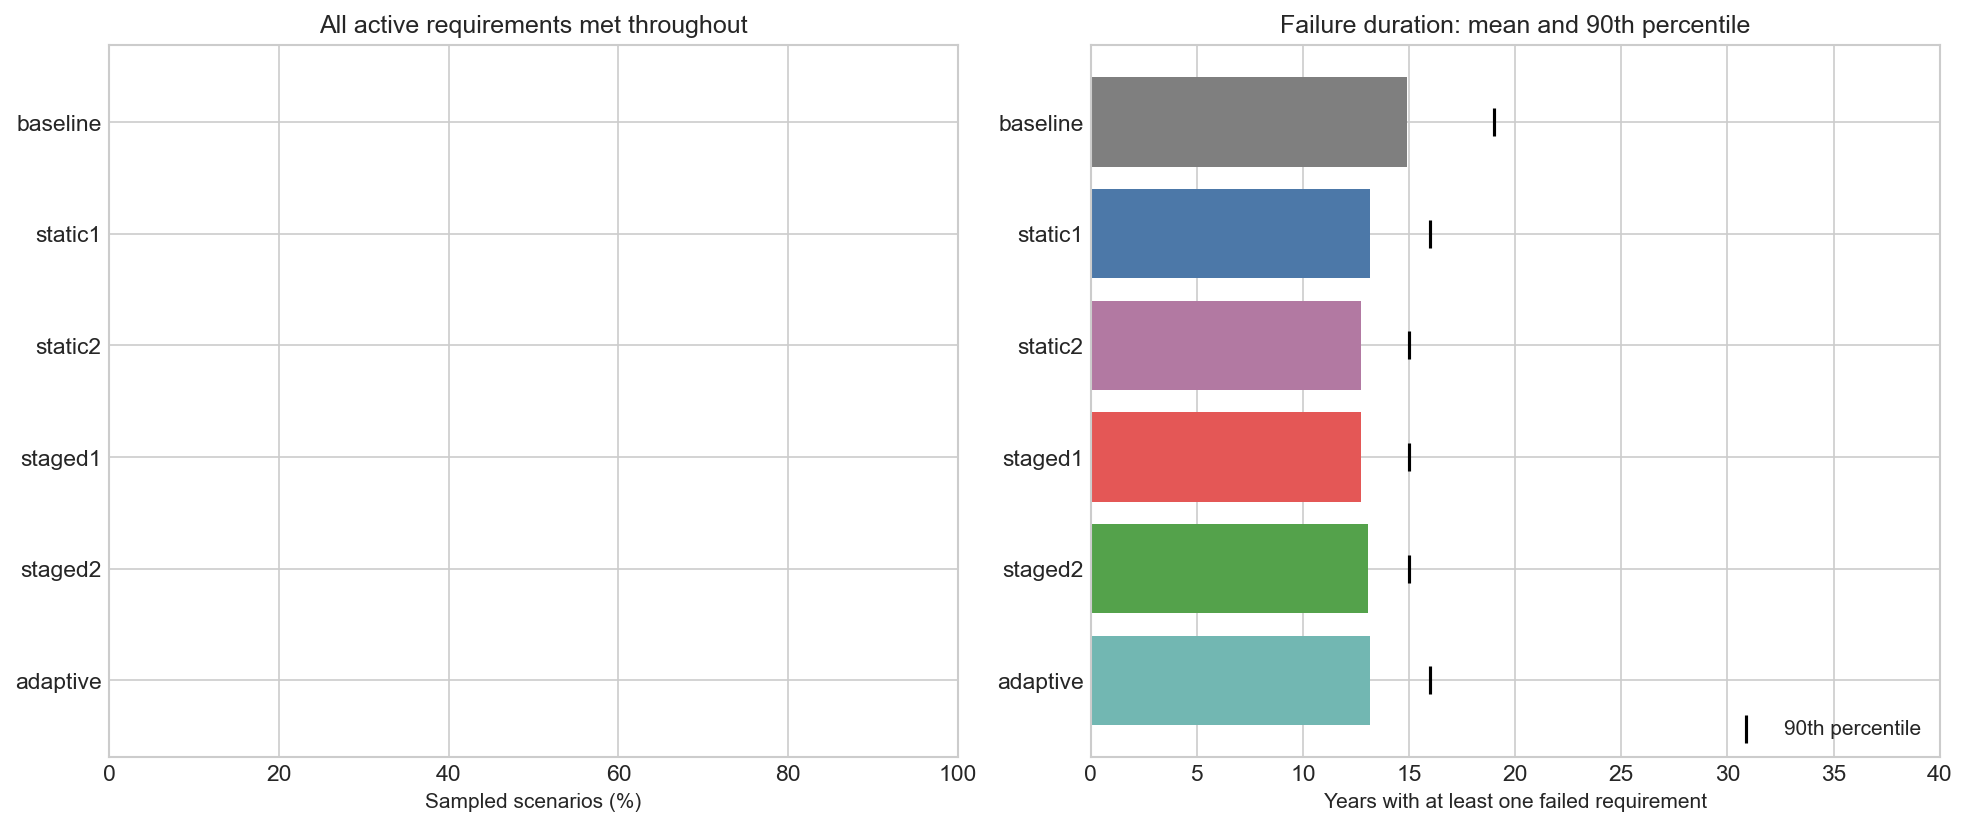 All active requirements met throughout
baseline
static1
static2
staged1
staged2
adaptive
0 20 40 60 80 100
Sampled scenarios (%)
Failure duration: mean and 90th percentile
baseline
static1
static2
staged1
staged2
adaptive
90th percentile
0 5 10 15 20 25 30 35 40
Years with at least one failed requirement